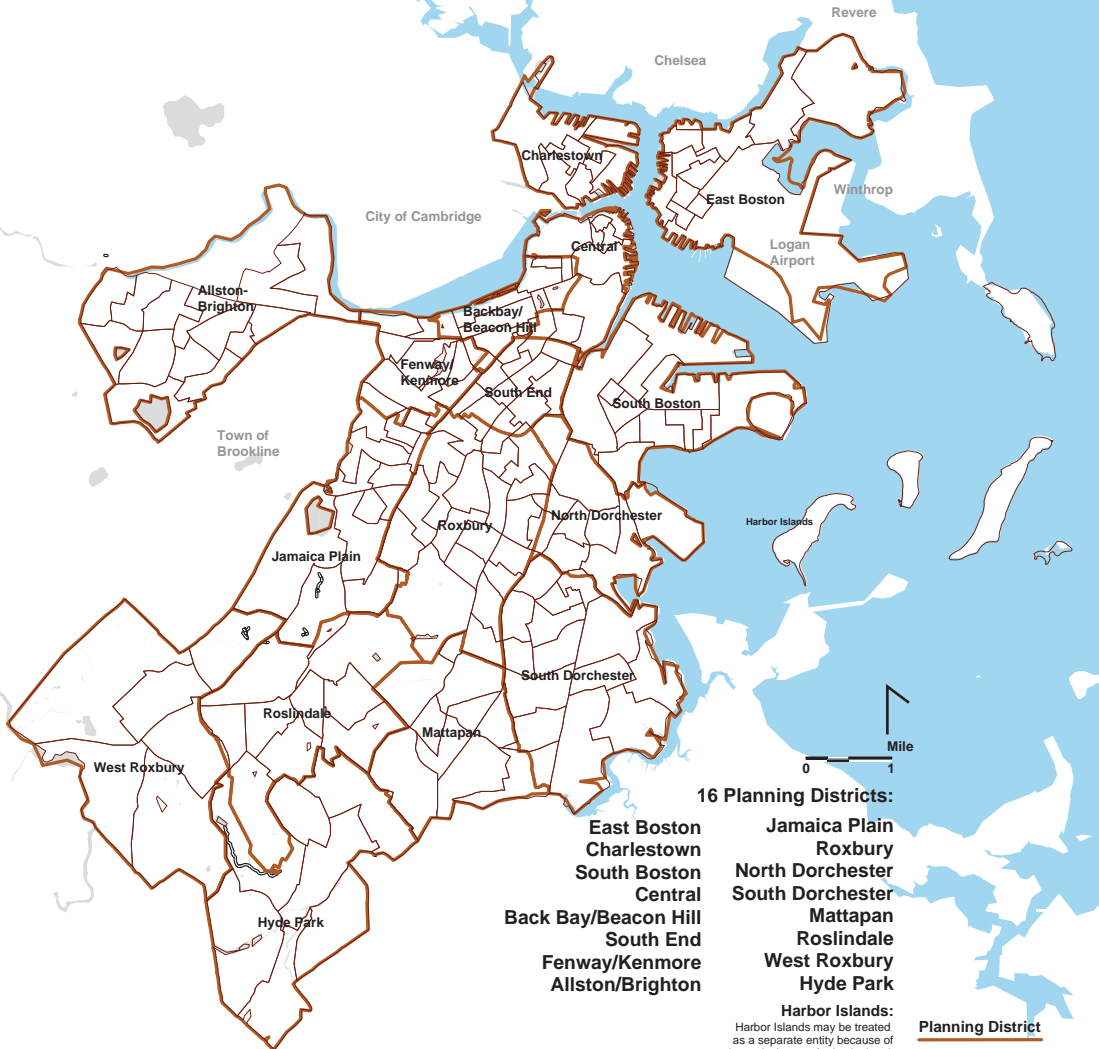 Revere
Chelsea
Charlestown
Winthrop
East Boston
City of Cambridge
Central
Logan
Airport
Allston-
Brighton
Backbay/
Beacon Hill
Fenway/
Kenmore
South End
South Boston
Town of
Brookline
Harbor Islands
North Dorchester
Roxbury
Jamaica Plain
South Dorchester
Roslindale
Mattapan
West Roxbury
Hyde Park
Mile
0 1
16 Planning Districts:
East Boston
Charlestown
South Boston
Central
Back Bay/Beacon Hill
South End
Fenway/Kenmore
Allston/Brighton
Jamaica Plain
Roxbury
North Dorchester
South Dorchester
Mattapan
Roslindale
West Roxbury
Hyde Park
Harbor Islands:
Harbor Islands may be treated
as a separate entity because of
Planning District